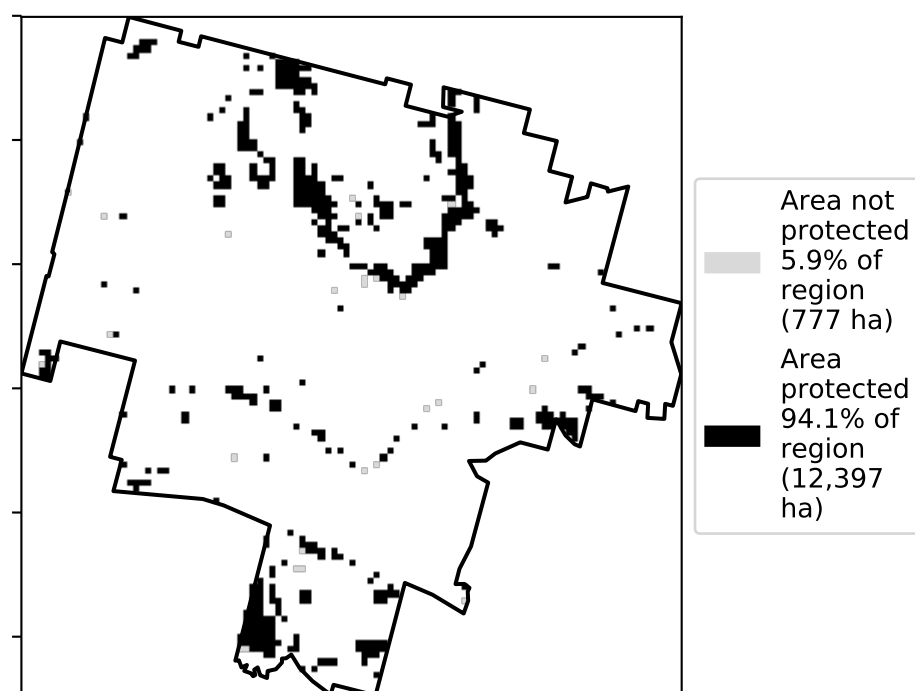 Area not
protected
5.9% of
region
(777 ha)
Area
protected
94.1% of
region
(12,397
ha)